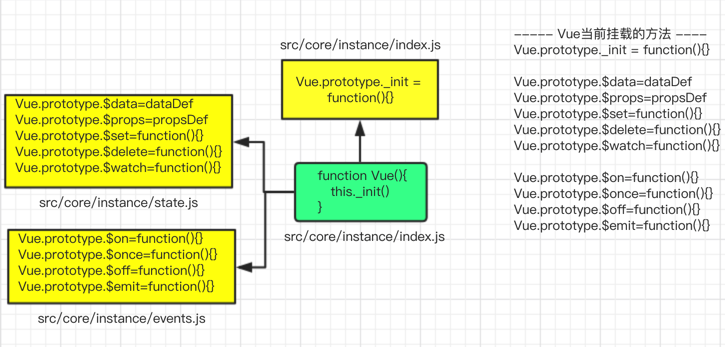 src/core/instance/index.js
Vue.prototype._init =
function(){}
Vue.prototype.$data=dataDef
Vue.prototype.$props=propsDef
Vue.prototype.$set=function(){}
Vue.prototype.$delete=function(){}
Vue.prototype.$watch=function(){}
src/core/instance/state.js
function Vue(){
this._init()
}
src/core/instance/index.js
Vue.prototype.$on=function(){}
Vue.prototype.$once=function(){}
Vue.prototype.$off=function(){}
Vue.prototype.$emit=function(){}
src/core/instance/events.js
----- Vue当前挂载的方法 ----
Vue.prototype._init = function(){}
Vue.prototype.$data=dataDef
Vue.prototype.$props=propsDef
Vue.prototype.$set=function(){}
Vue.prototype.$delete=function(){}
Vue.prototype.$watch=function(){}
Vue.prototype.$on=function(){}
Vue.prototype.$once=function(){}
Vue.prototype.$off=function(){}
Vue.prototype.$emit=function(){}